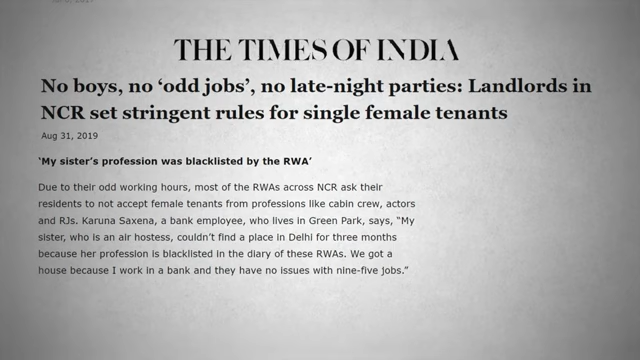 THE TIMES OF INDIA
No boys, no ‘odd jobs’, no late-night parties: Landlords in
NCR set stringent rules for single female tenants
Aug 31, 2019
‘My sister’s profession was blacklisted by the RWA’
Due to their odd working hours, most of the RWAs across NCR ask their
residents to not accept female tenants from professions like cabin crew, actors
and RJs. Karuna Saxena, a bank employee, who lives in Green Park, says, “My
sister, who is an air hostess, couldn’t find a place in Delhi for three months
because her profession is blacklisted in the diary of these RWAs. We got a
house because I work in a bank and they have no issues with nine-five jobs.”